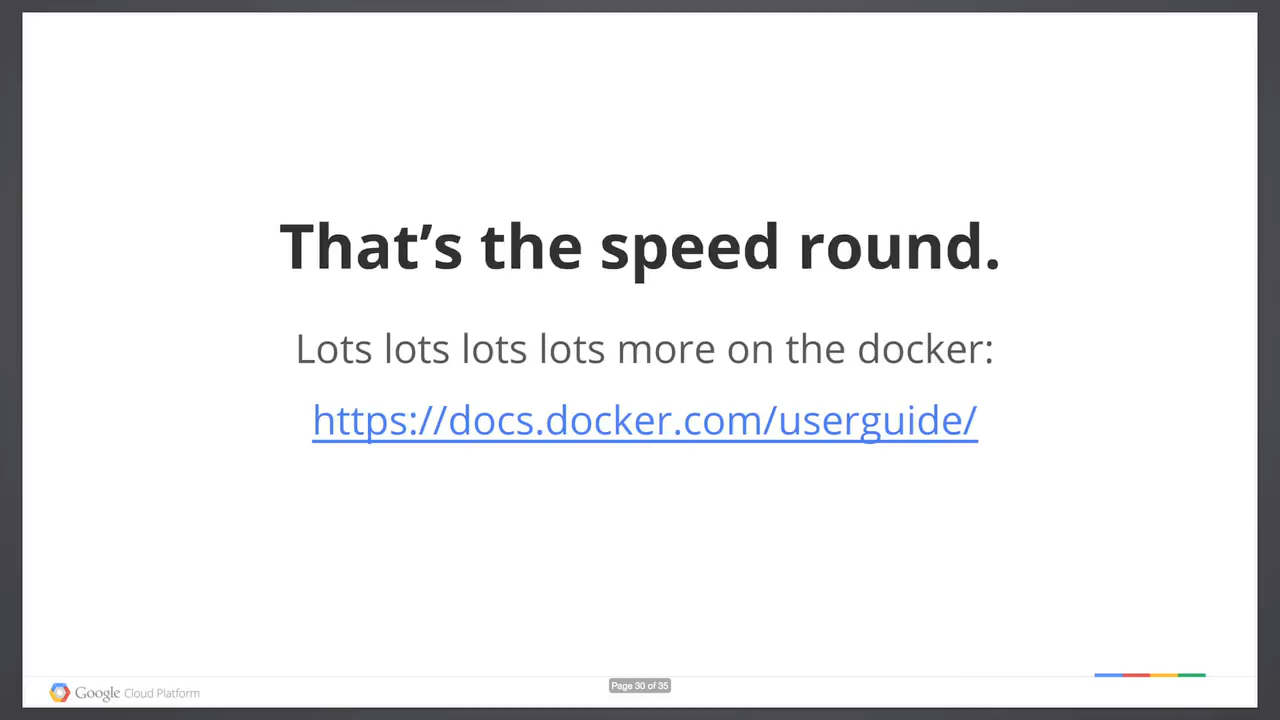 That’s the speed round.
Lots lots lots lots more on the docker:
https://docs.docker.com/userguide/
Google Cloud Platform
Page 30 of 35